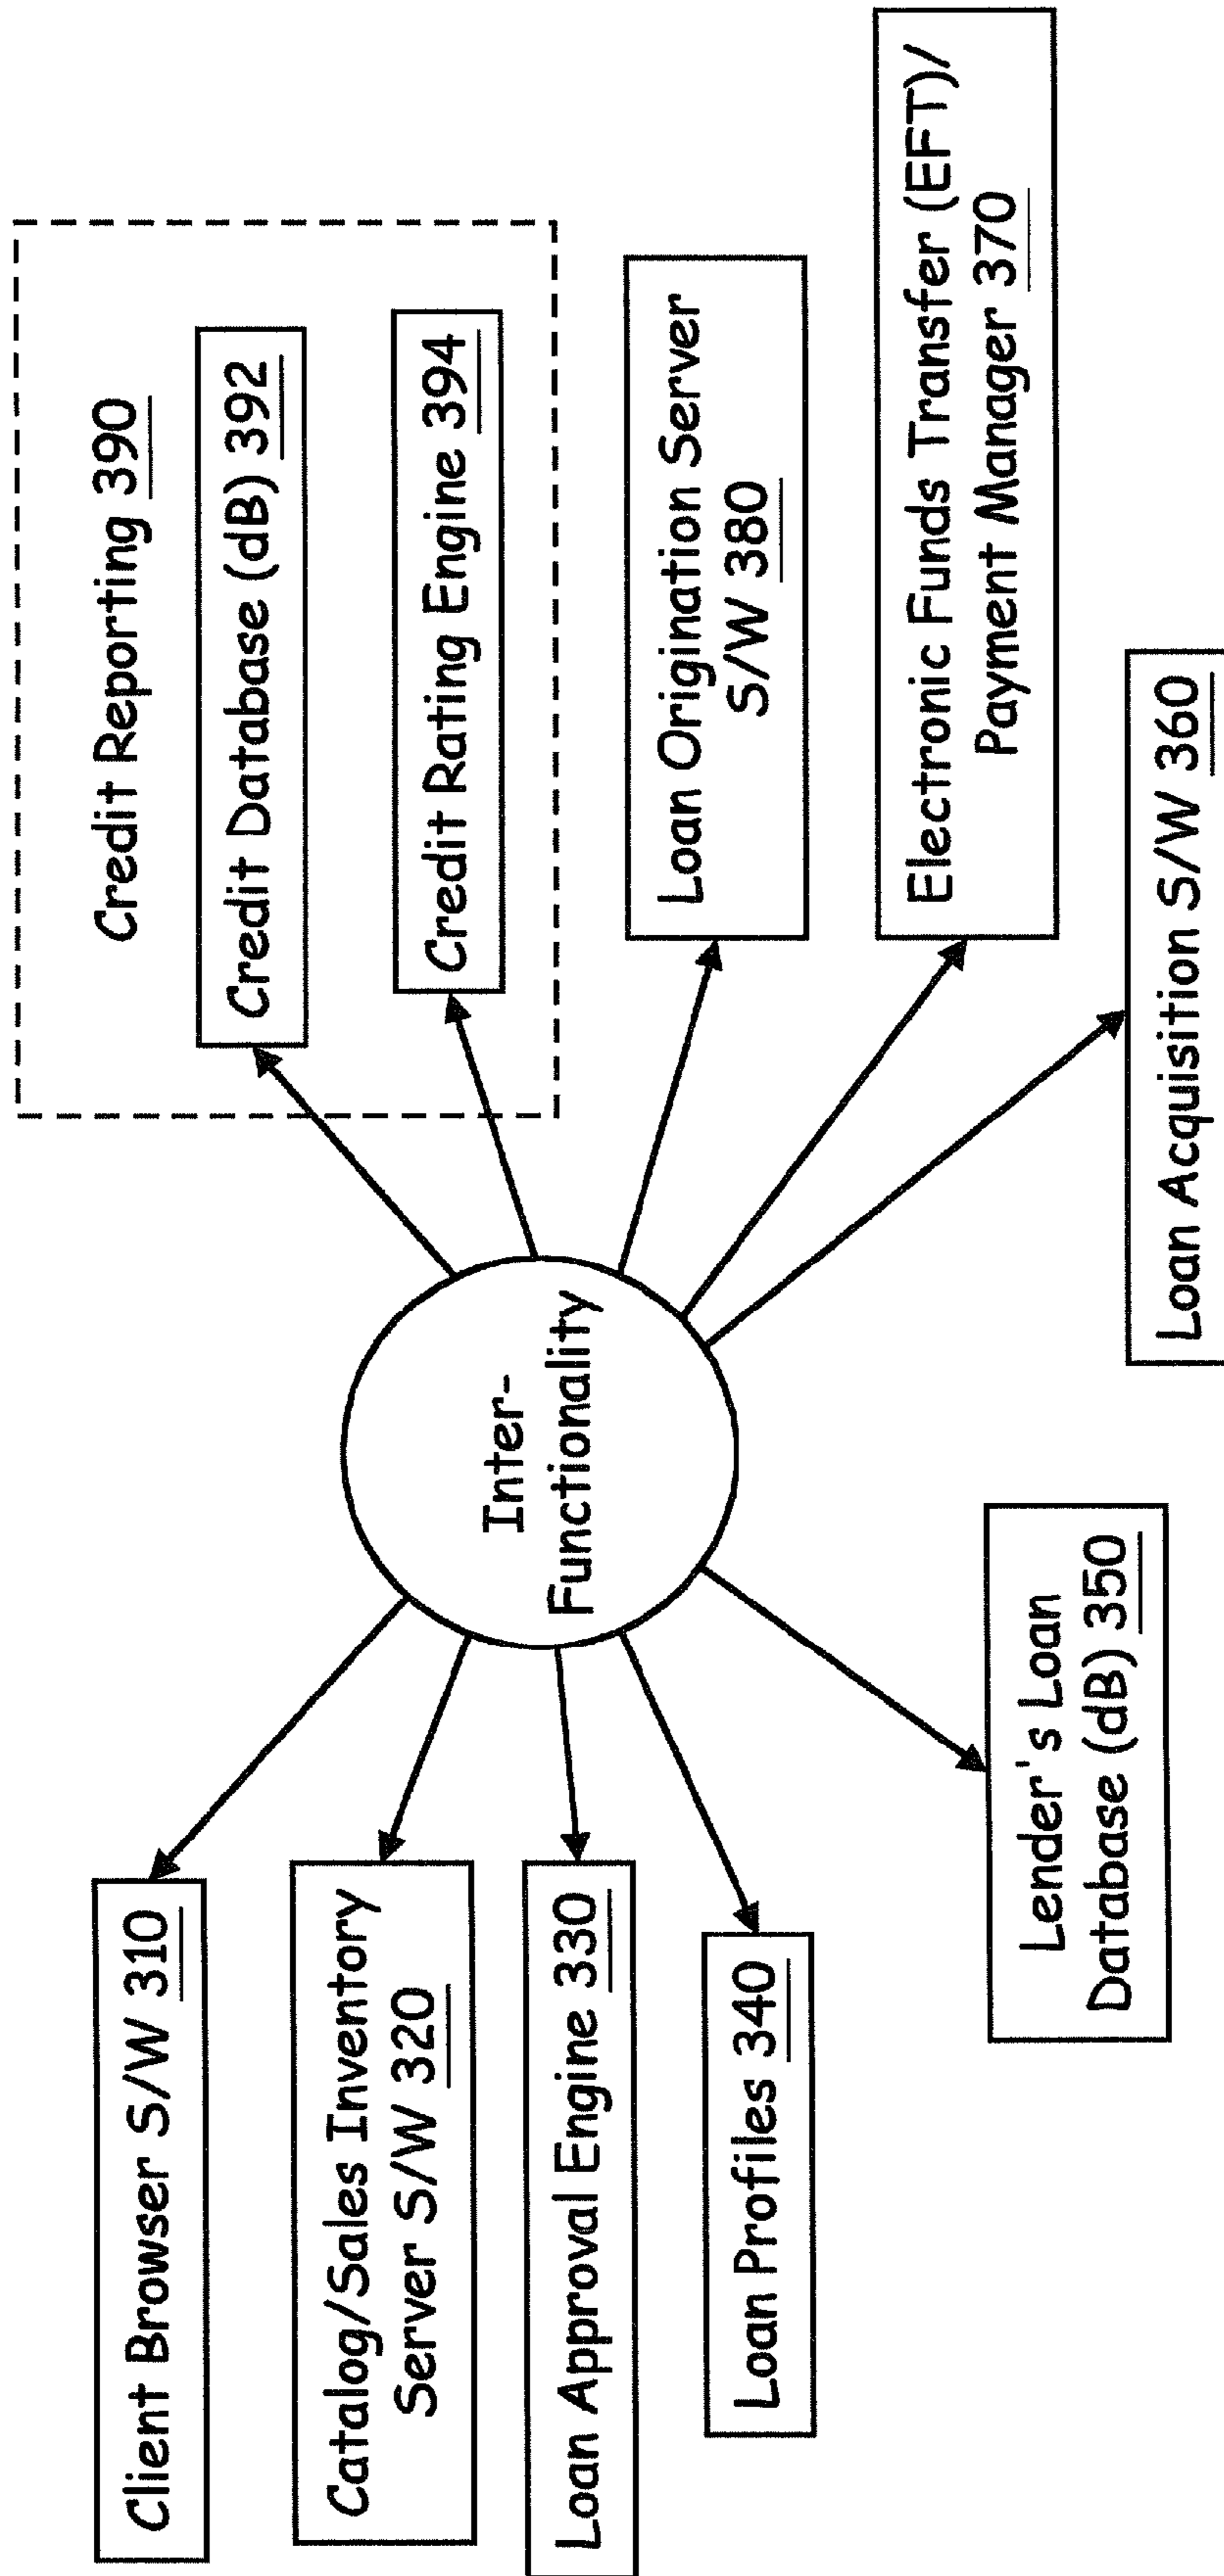 Client Browser S/W 310
Catalog/Sales Inventory
Server S/W 320
Loan Approval Engine 330
Loan Profiles 340
Lender's Loan
Database (dB) 350
Inter-
Functionality
Credit Reporting 390
Credit Database (dB) 392
Credit Rating Engine 394
Loan Origination Server
S/W 380
Electronic Funds Transfer (EFT)/
Payment Manager 370
Loan Acquisition S/W 360